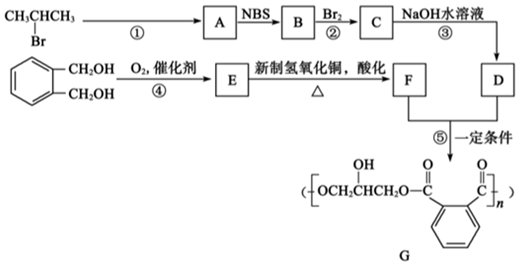 CH₃CHCH₃
Br
① A NBS B Br₂ ② C NaOH水溶液 ③
CH₂OH
CH₂OH
O₂,催化剂 ④ E 新制氢氧化铜，酸化 △ F D
⑤ 一定条件
OH O O
([OCH₂CHCH₂O-C C]n)
G